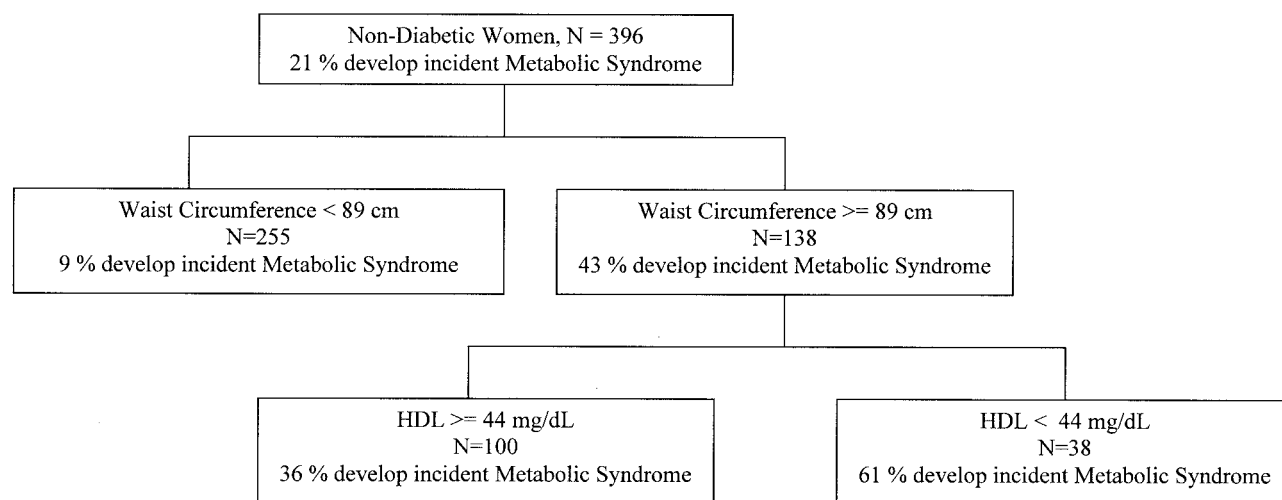 Non-Diabetic Women, N = 396
21 % develop incident Metabolic Syndrome
Waist Circumference < 89 cm
N=255
9 % develop incident Metabolic Syndrome
Waist Circumference >= 89 cm
N=138
43 % develop incident Metabolic Syndrome
HDL >= 44 mg/dL
N=100
36 % develop incident Metabolic Syndrome
HDL < 44 mg/dL
N=38
61 % develop incident Metabolic Syndrome